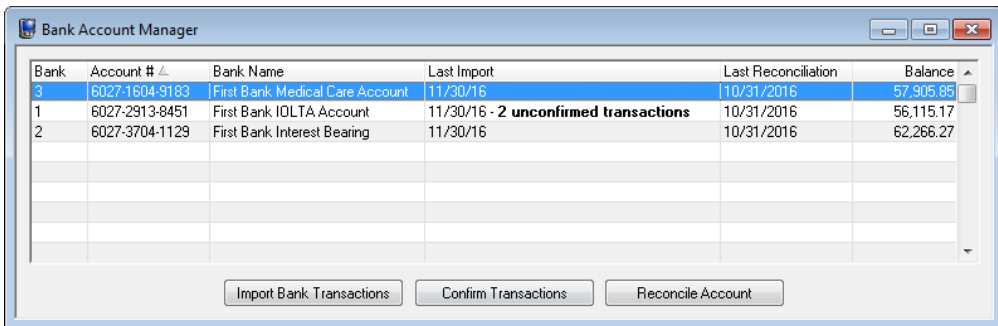 Bank Account Manager
Bank Account # Bank Name Last Import Last Reconciliation Balance
3 6027-1604-9183 First Bank Medical Care Account 11/30/16 10/31/2016 57,905.85
1 6027-2913-8451 First Bank IOLTA Account 11/30/16 - 2 unconfirmed transactions 10/31/2016 56,115.17
2 6027-3704-1129 First Bank Interest Bearing 11/30/16 10/31/2016 62,266.27
Import Bank Transactions Confirm Transactions Reconcile Account